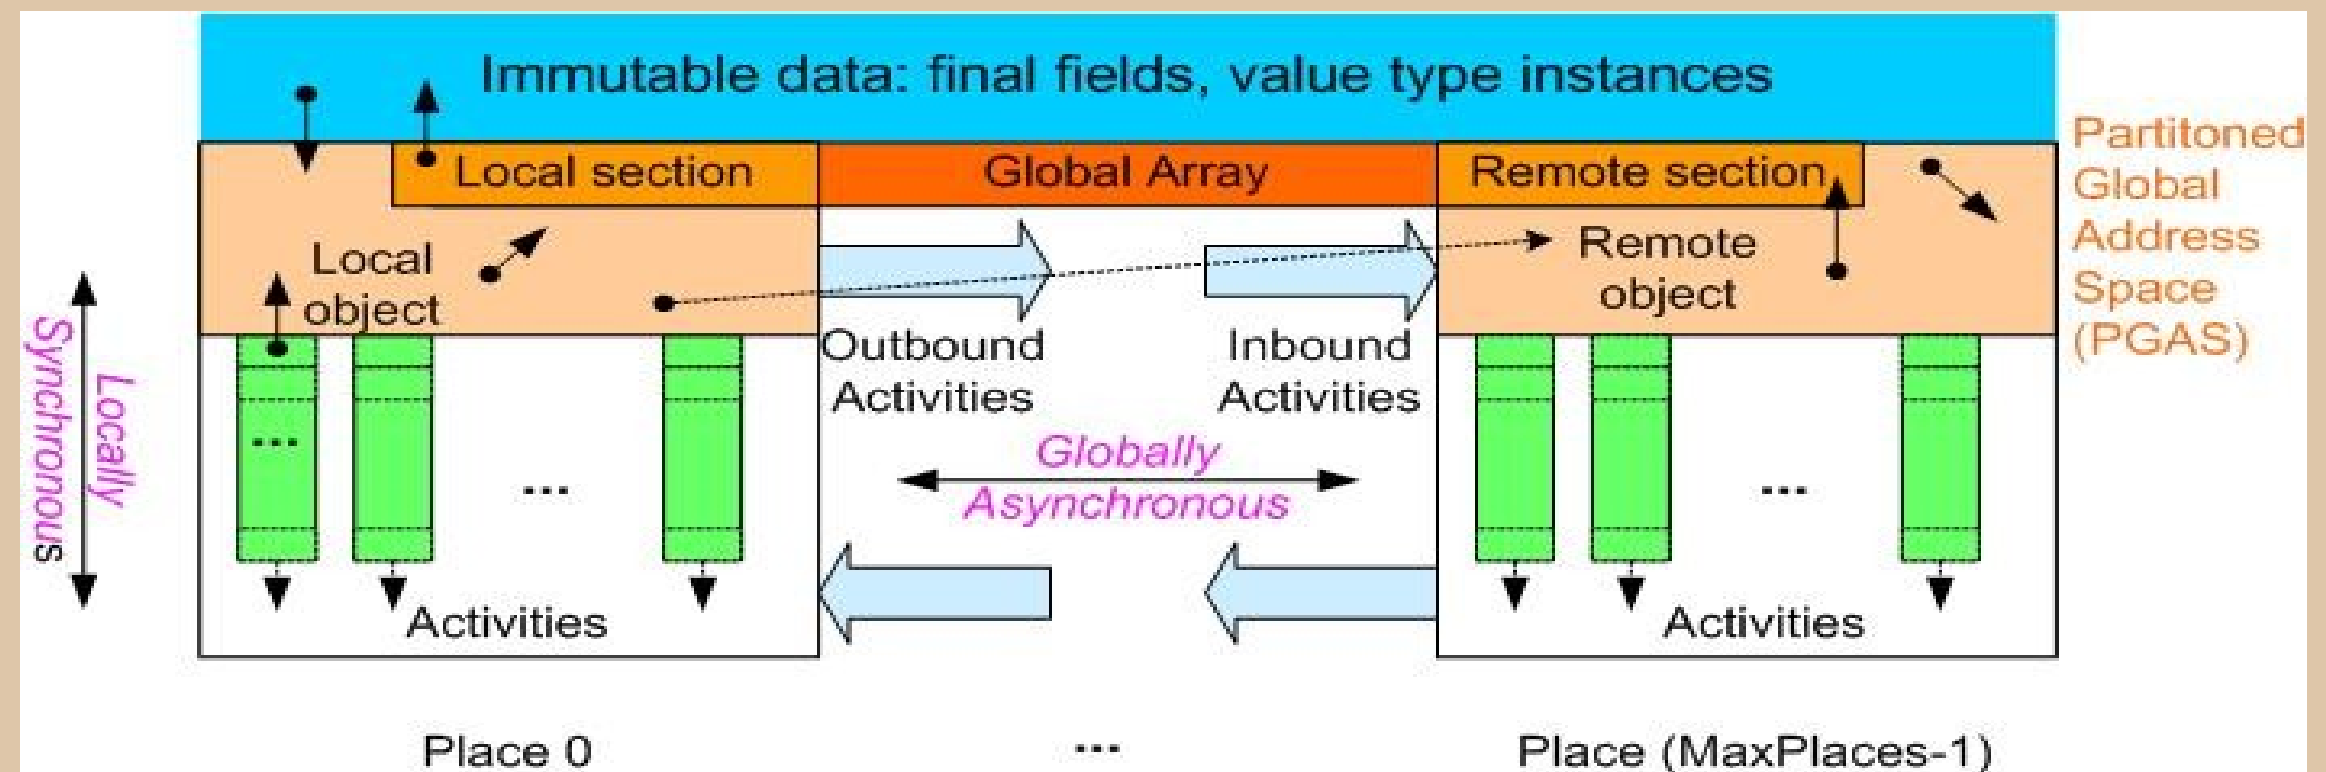 Immutable data: final fields, value type instances
Local section
Global Array
Remote section
Partitoned
Global
Address
Space
(PGAS)
Local
object
Remote
object
Locally
Synchronous
Outbound
Activities
Inbound
Activities
Globally
Asynchronous
...
...
...
Activities
Activities
Place 0
...
Place (MaxPlaces-1)